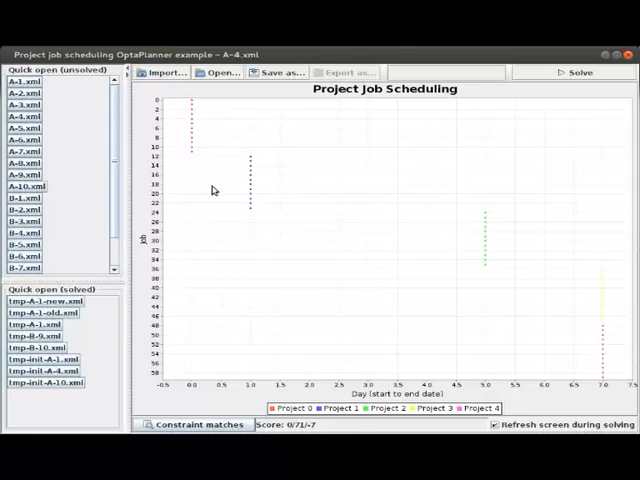 Project job scheduling OptaPlanner example – A-4.xml
Quick open (unsolved)
A-1.xml
A-2.xml
A-3.xml
A-4.xml
A-5.xml
A-6.xml
A-7.xml
A-8.xml
A-9.xml
A-10.xml
B-1.xml
B-2.xml
B-3.xml
B-4.xml
B-5.xml
B-6.xml
B-7.xml
Quick open (solved)
tmp-A-1-new.xml
tmp-A-1-old.xml
tmp-A-1.xml
tmp-B-9.xml
tmp-B-10.xml
tmp-init-A-1.xml
tmp-init-A-4.xml
tmp-init-A-10.xml
Import... Open... Save as... Export as... Solve
Project Job Scheduling
Job
0
2
4
6
8
10
12
14
16
18
20
22
24
26
28
30
32
34
36
38
40
42
44
46
48
50
52
54
56
58
-0.5 0.0 0.5 1.0 1.5 2.0 2.5 3.0 3.5 4.0 4.5 5.0 5.5 6.0 6.5 7.0 7.5
Day (start to end date)
Project 0 Project 1 Project 2 Project 3 Project 4
Constraint matches Score: 0/71/-7 Refresh screen during solving